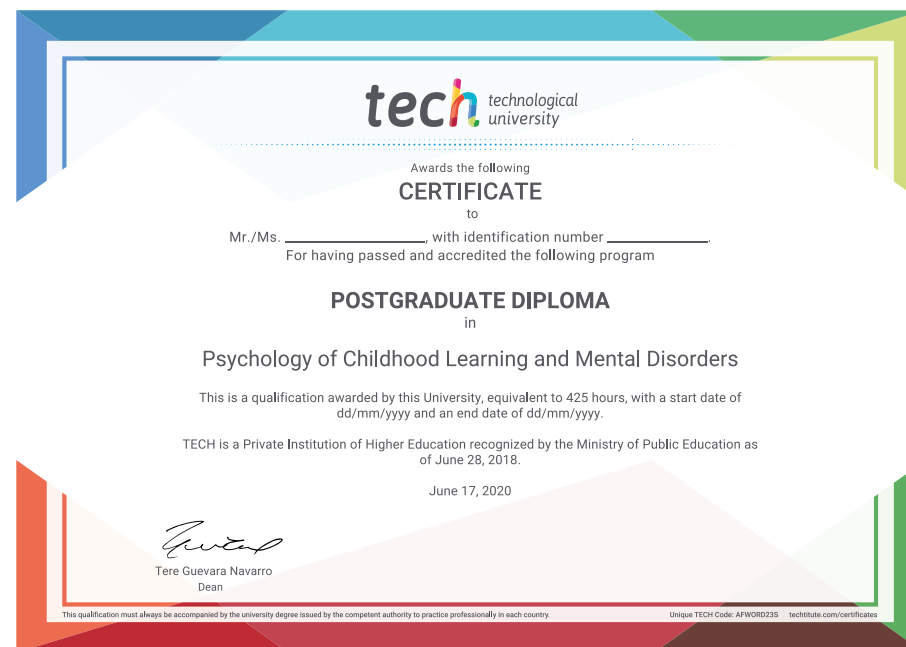 tech technological
university
Awards the following
CERTIFICATE
to
Mr./Ms. ____________________, with identification number ______________.
For having passed and accredited the following program
POSTGRADUATE DIPLOMA
in
Psychology of Childhood Learning and Mental Disorders
This is a qualification awarded by this University, equivalent to 425 hours, with a start date of
dd/mm/yyyy and an end date of dd/mm/yyyy.
TECH is a Private Institution of Higher Education recognized by the Ministry of Public Education as
of June 28, 2018.
June 17, 2020
Tere Guevara Navarro
Dean
This qualification must always be accompanied by the university degree issued by the competent authority to practice professionally in each country.
Unique TECH Code: AFWORD23S techtitute.com/certificates